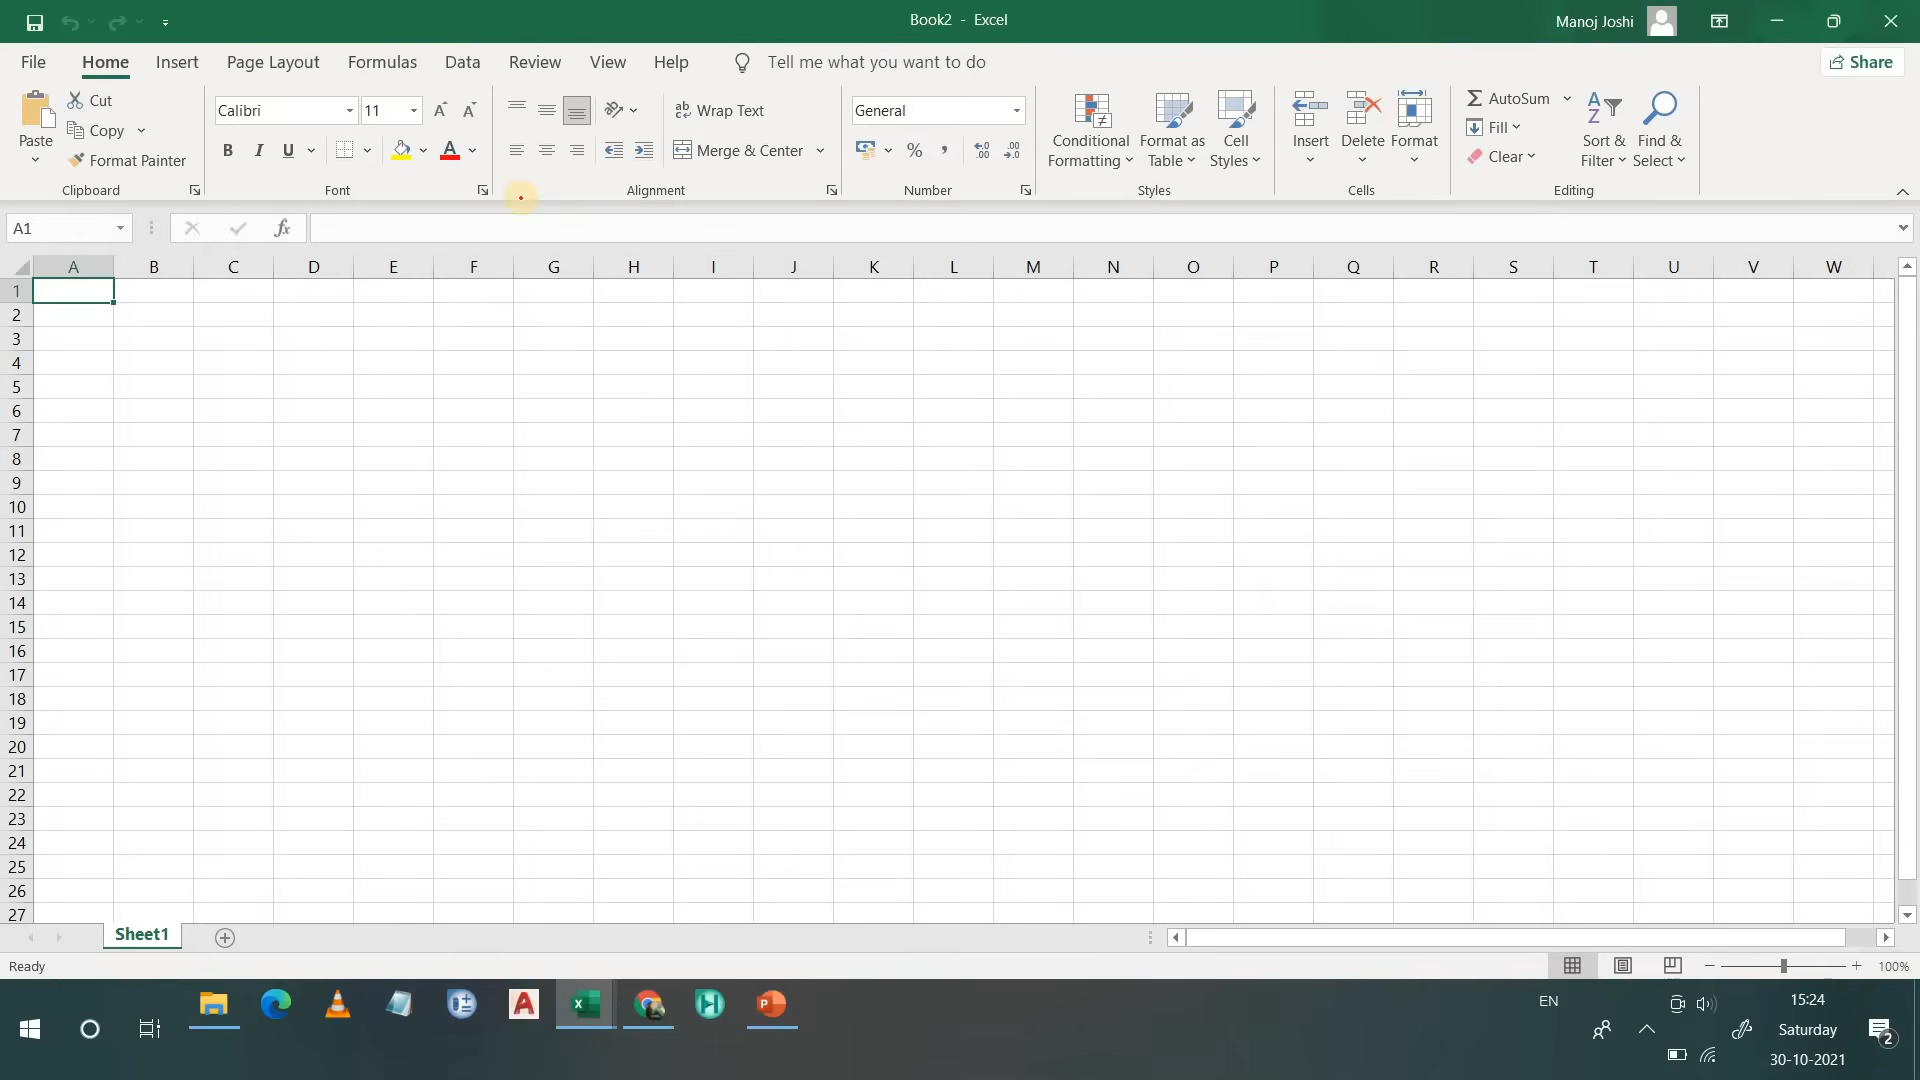 Book2 - Excel
Manoj Joshi
File Home Insert Page Layout Formulas Data Review View Help Tell me what you want to do
Share
Paste
Cut
Copy
Format Painter
Clipboard
Calibri 11
B I U A
Font
ab Wrap Text
Merge & Center
Alignment
General
% ,
Number
Conditional Formatting
Format as Table
Cell Styles
Styles
Insert Delete Format
Cells
Σ AutoSum
Fill
Clear
Sort & Filter
Find & Select
Editing
A1
fx
A B C D E F G H I J K L M N O P Q R S T U V W
1
2
3
4
5
6
7
8
9
10
11
12
13
14
15
16
17
18
19
20
21
22
23
24
25
26
27
Sheet1
Ready
100%
EN
15:24
Saturday
30-10-2021
2